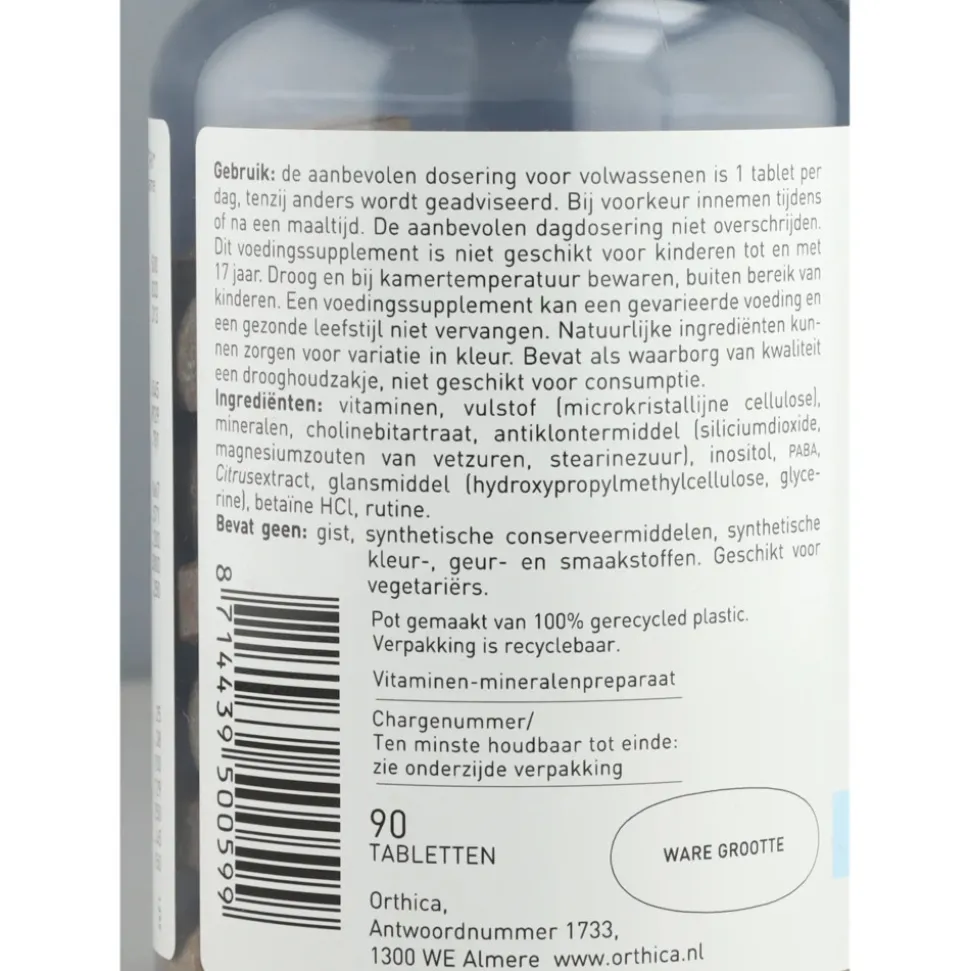 Gebruik: de aanbevolen dosering voor volwassenen is 1 tablet per
dag, tenzij anders wordt geadviseerd. Bij voorkeur innemen tijdens
of na een maaltijd. De aanbevolen dagdosering niet overschrijden.
Dit voedingssupplement is niet geschikt voor kinderen tot en met
17 jaar. Droog en bij kamertemperatuur bewaren, buiten bereik van
kinderen. Een voedingssupplement kan een gevarieerde voeding en
een gezonde leefstijl niet vervangen. Natuurlijke ingrediënten kun-
nen zorgen voor variatie in kleur. Bevat als waarborg van kwaliteit
een drooghoudzakje, niet geschikt voor consumptie.
Ingrediënten: vitaminen, vulstof (microkristallijne cellulose),
mineralen, cholinebitartraat, antiklontermiddel (siliciumdioxide,
magnesiumzouten van vetzuren, stearinezuur), inositol, PABA,
Citrusextract, glansmiddel (hydroxypropylmethylcellulose, glyce-
rine), betaïne HCl, rutine.
Bevat geen: gist, synthetische conserveermiddelen, synthetische
kleur-, geur- en smaakstoffen. Geschikt voor
vegetariërs.
Pot gemaakt van 100% gerecycled plastic.
Verpakking is recyclebaar.
Vitaminen-mineralenpreparaat
Chargenummer/
Ten minste houdbaar tot einde:
zie onderzijde verpakking
90
TABLETTEN
WARE GROOTTE
Orthica,
Antwoordnummer 1733,
1300 WE Almere www.orthica.nl
8 714439 500599